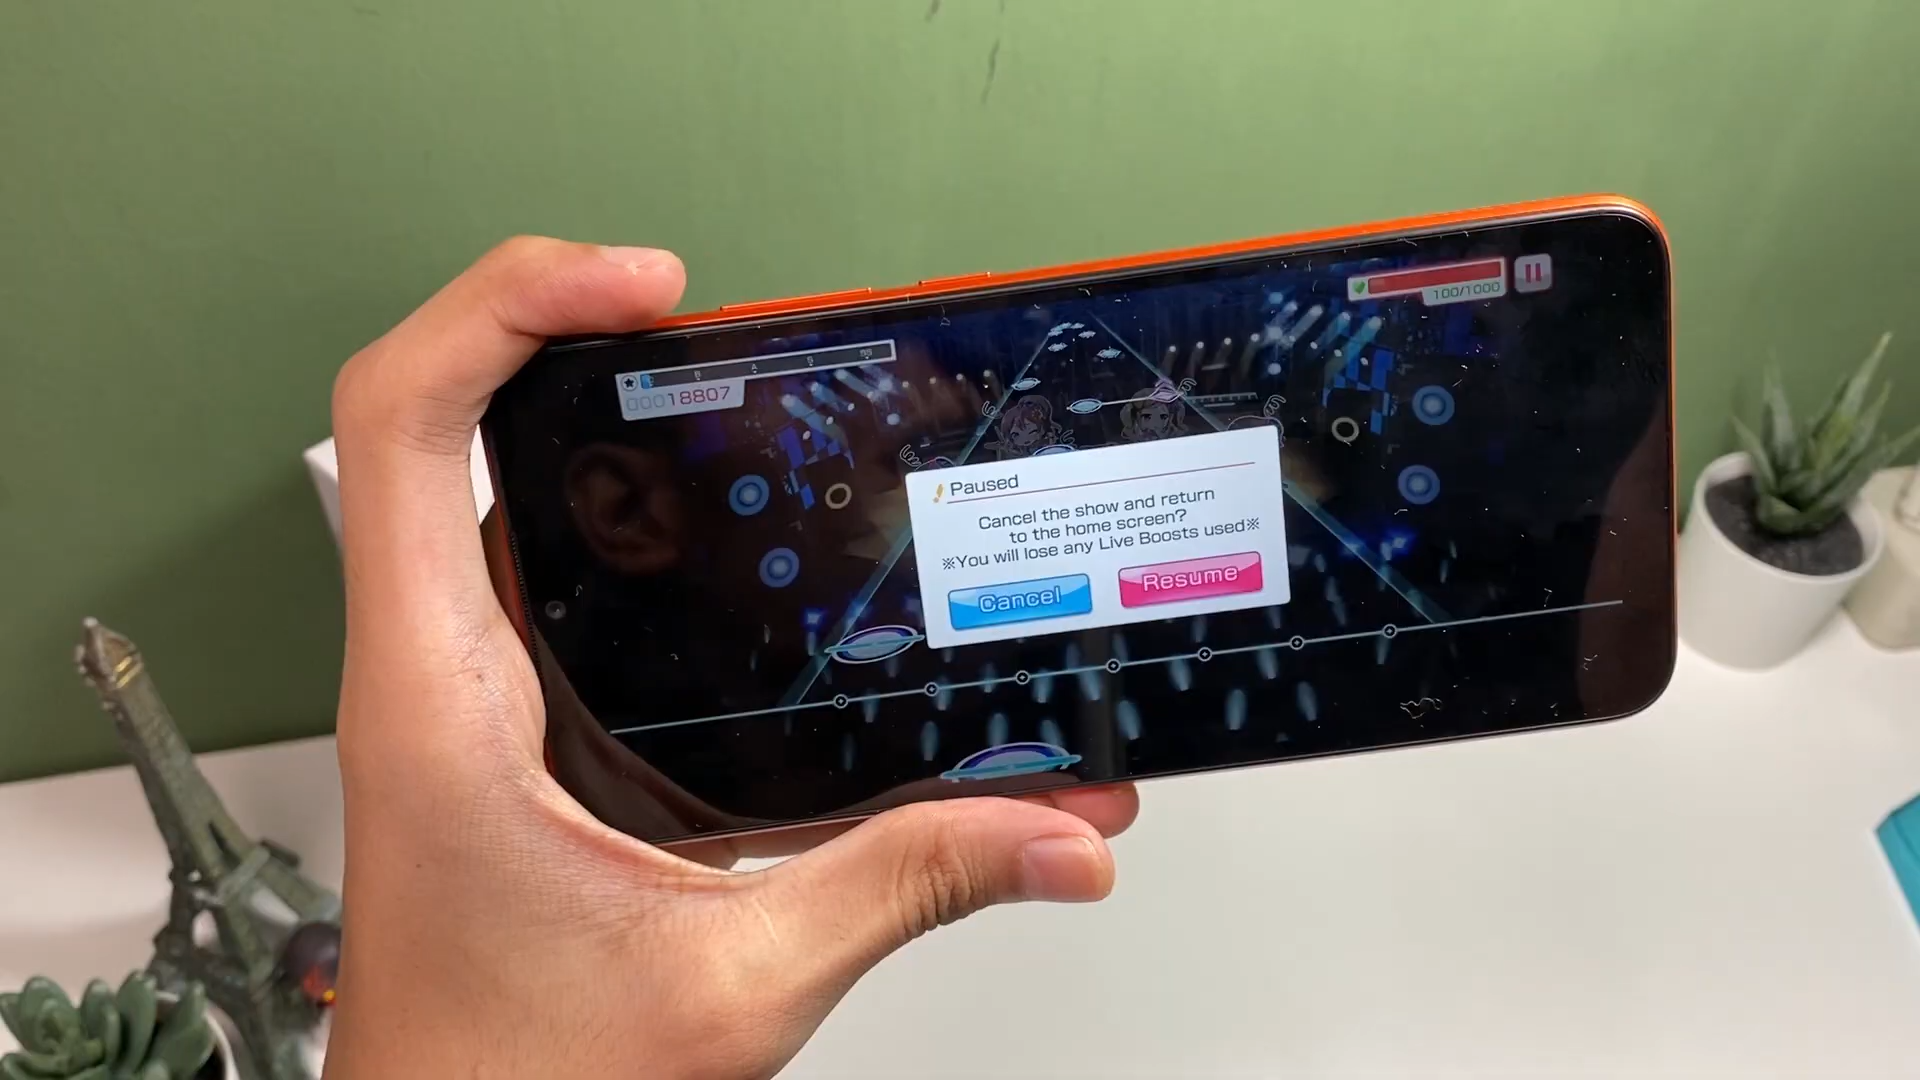 B A S SS
00018807
100/1000
Paused
Cancel the show and return
to the home screen?
※You will lose any Live Boosts used※
Cancel
Resume